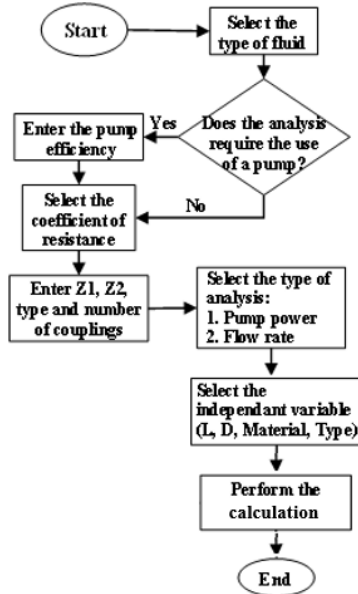 Start
Select the
type of fluid
Does the analysis
require the use
of a pump?
Yes
Enter the pump
efficiency
No
Select the
coefficient of
resistance
Enter Z1, Z2,
type and number
of couplings
Select the type of
analysis:
1. Pump power
2. Flow rate
Select the
independant variable
(L, D, Material, Type)
Perform the
calculation
End